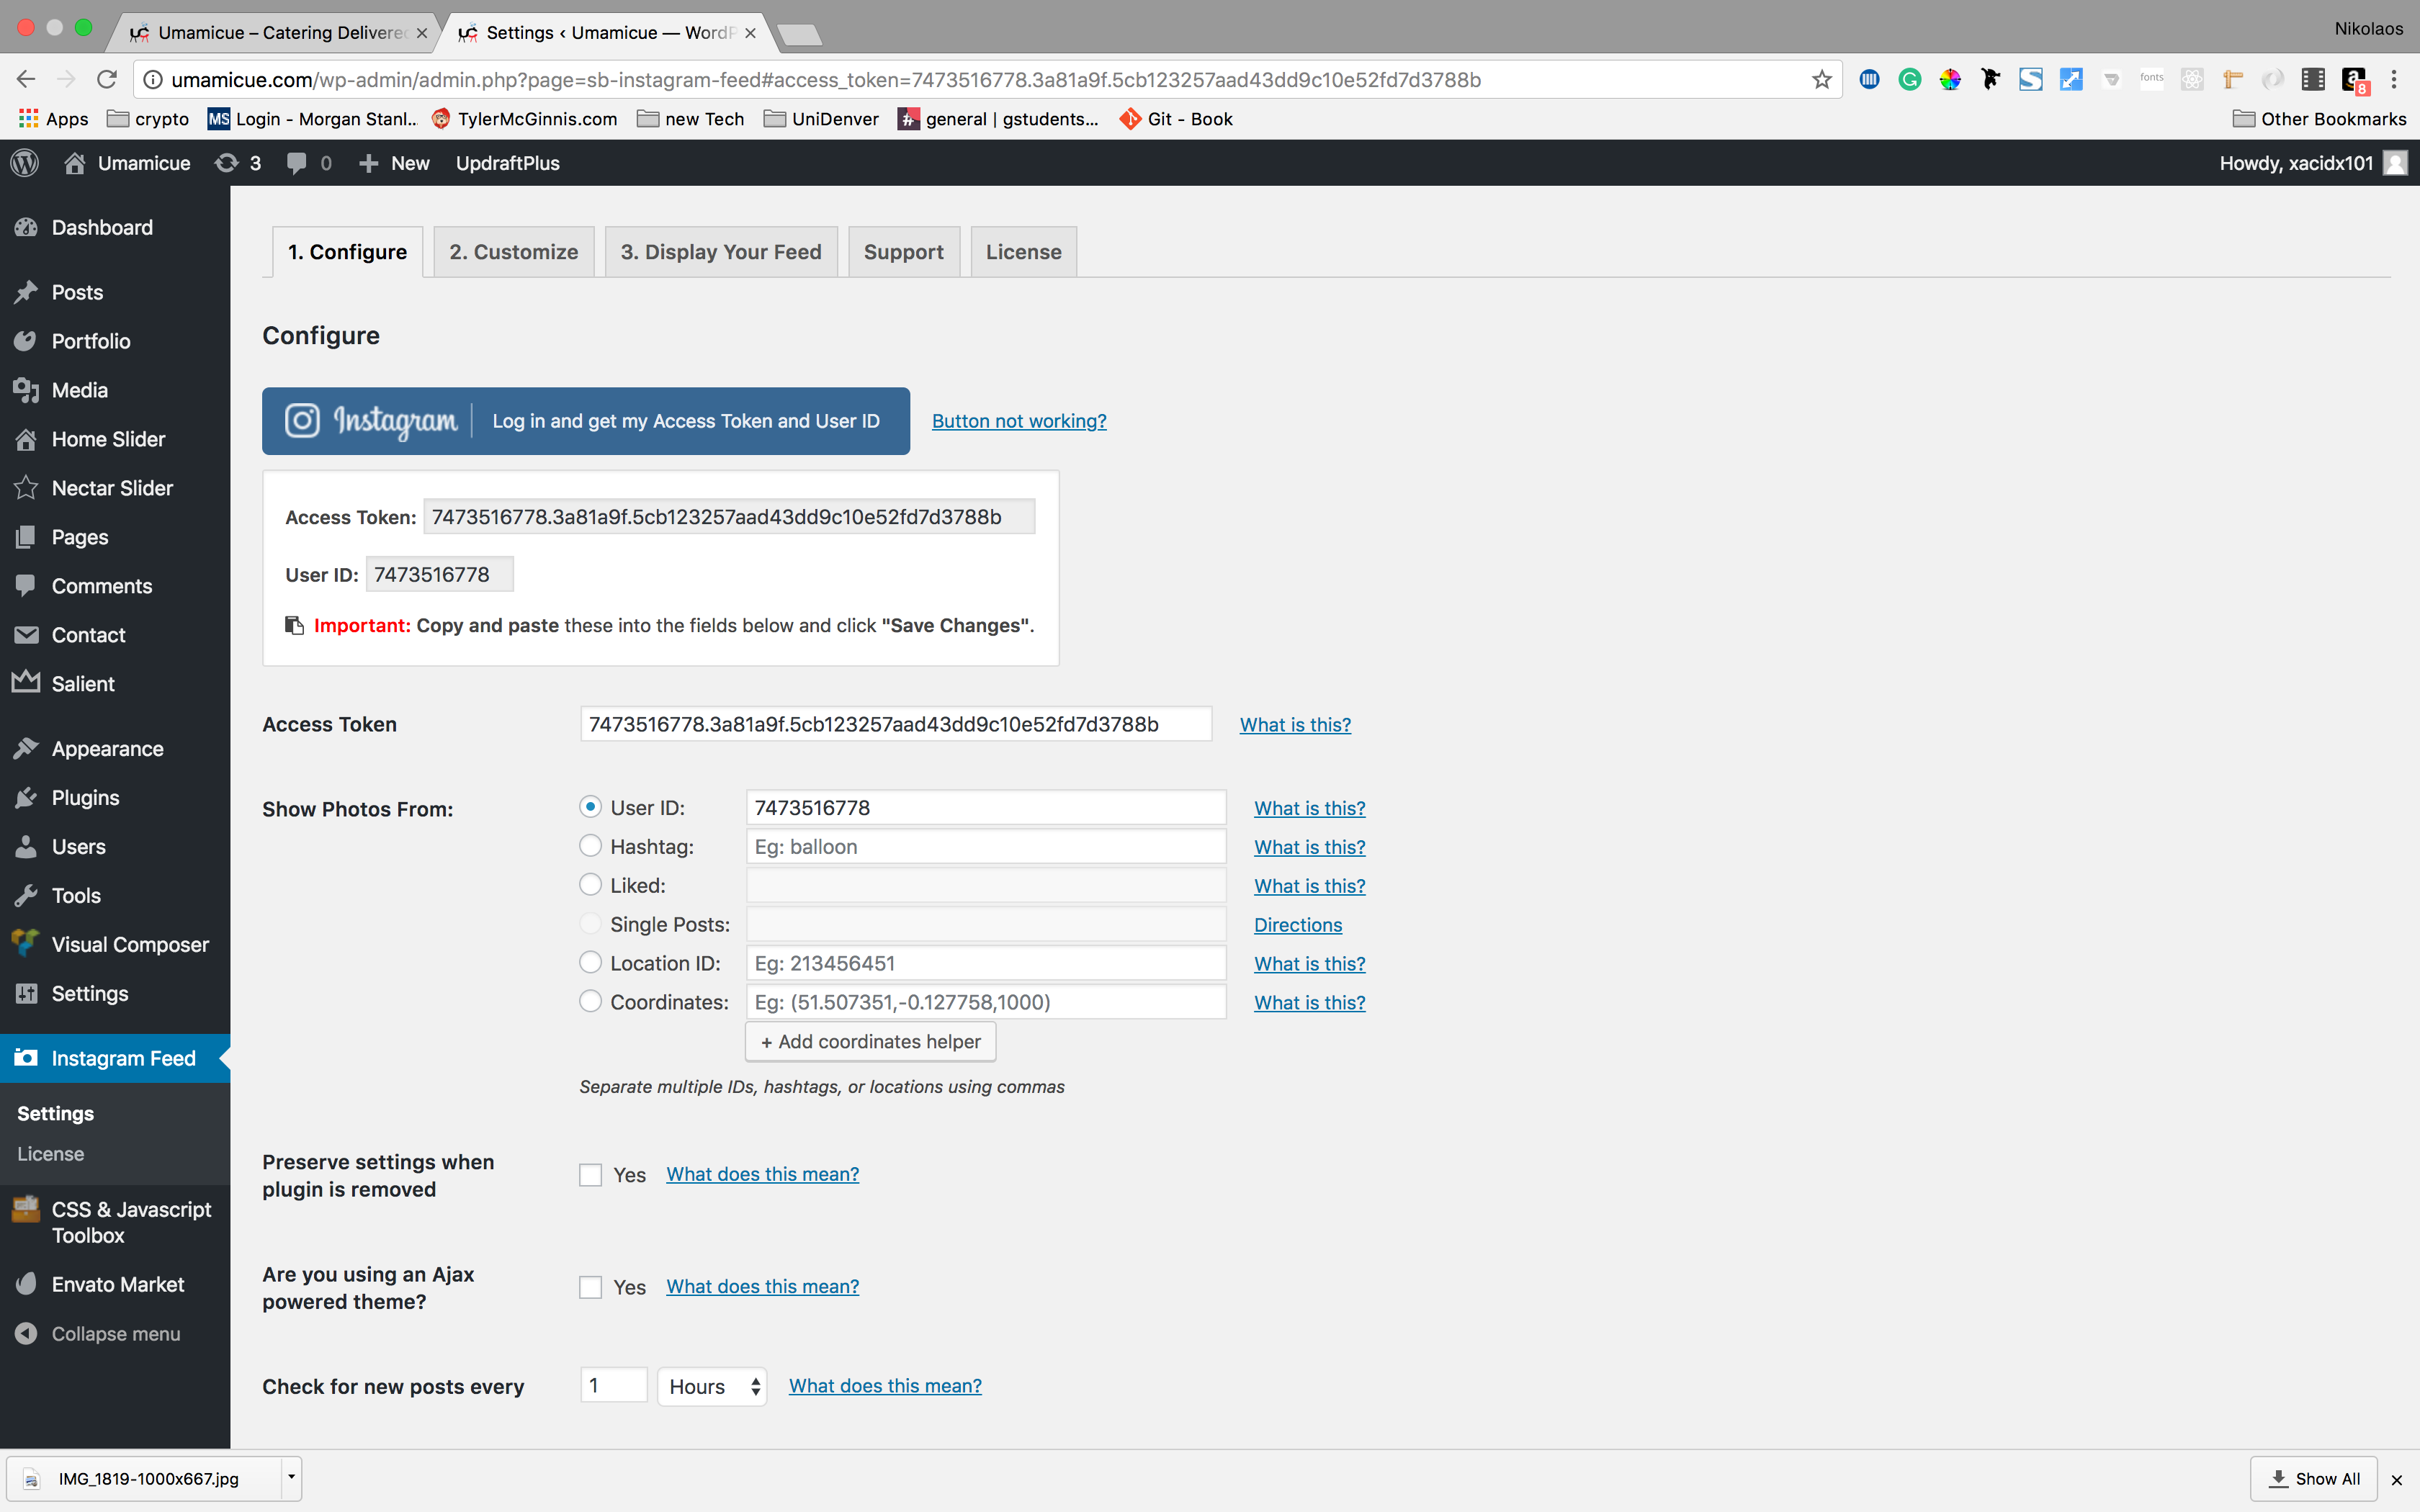 Nikolaos
Umamicue – Catering Delivered
Settings ‹ Umamicue — WordP
umamicue.com/wp-admin/admin.php?page=sb-instagram-feed#access_token=7473516778.3a81a9f.5cb123257aad43dd9c10e52fd7d3788b
fonts
8
Apps
crypto
MS Login - Morgan Stanl...
TylerMcGinnis.com
new Tech
UniDenver
general | gstudents...
Git - Book
Other Bookmarks
Umamicue
3
0
New
UpdraftPlus
Howdy, xacidx101
Dashboard
Posts
Portfolio
Media
Home Slider
Nectar Slider
Pages
Comments
Contact
Salient
Appearance
Plugins
Users
Tools
Visual Composer
Settings
Instagram Feed
Settings
License
CSS & Javascript
Toolbox
Envato Market
Collapse menu
1. Configure
2. Customize
3. Display Your Feed
Support
License
Configure
Instagram
Log in and get my Access Token and User ID
Button not working?
Access Token: 7473516778.3a81a9f.5cb123257aad43dd9c10e52fd7d3788b
User ID: 7473516778
Important: Copy and paste these into the fields below and click "Save Changes".
Access Token 7473516778.3a81a9f.5cb123257aad43dd9c10e52fd7d3788b What is this?
Show Photos From:
User ID: 7473516778 What is this?
Hashtag: Eg: balloon What is this?
Liked: What is this?
Single Posts: Directions
Location ID: Eg: 213456451 What is this?
Coordinates: Eg: (51.507351,-0.127758,1000) What is this?
+ Add coordinates helper
Separate multiple IDs, hashtags, or locations using commas
Preserve settings when
plugin is removed
Yes What does this mean?
Are you using an Ajax
powered theme?
Yes What does this mean?
Check for new posts every 1 Hours What does this mean?
IMG_1819-1000x667.jpg
Show All